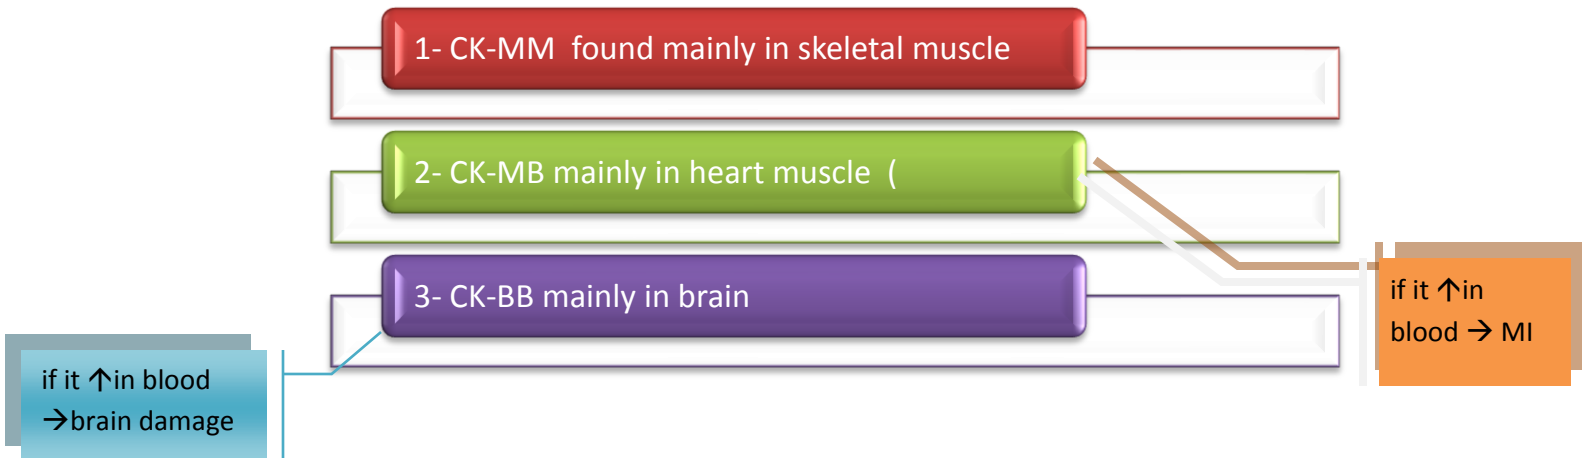 1- CK-MM  found mainly in skeletal muscle
2- CK-MB mainly in heart muscle  (
3- CK-BB mainly in brain
if it ↑in
blood → MI
if it ↑in blood
→brain damage